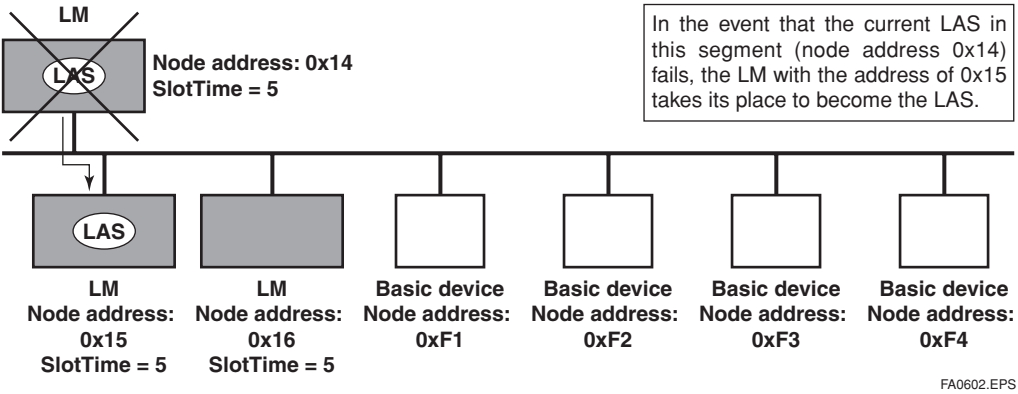 LM
LAS
Node address: 0x14
SlotTime = 5
In the event that the current LAS in
this segment (node address 0x14)
fails, the LM with the address of 0x15
takes its place to become the LAS.
LAS
LM
Node address:
0x15
SlotTime = 5
LM
Node address:
0x16
SlotTime = 5
Basic device
Node address:
0xF1
Basic device
Node address:
0xF2
Basic device
Node address:
0xF3
Basic device
Node address:
0xF4
FA0602.EPS